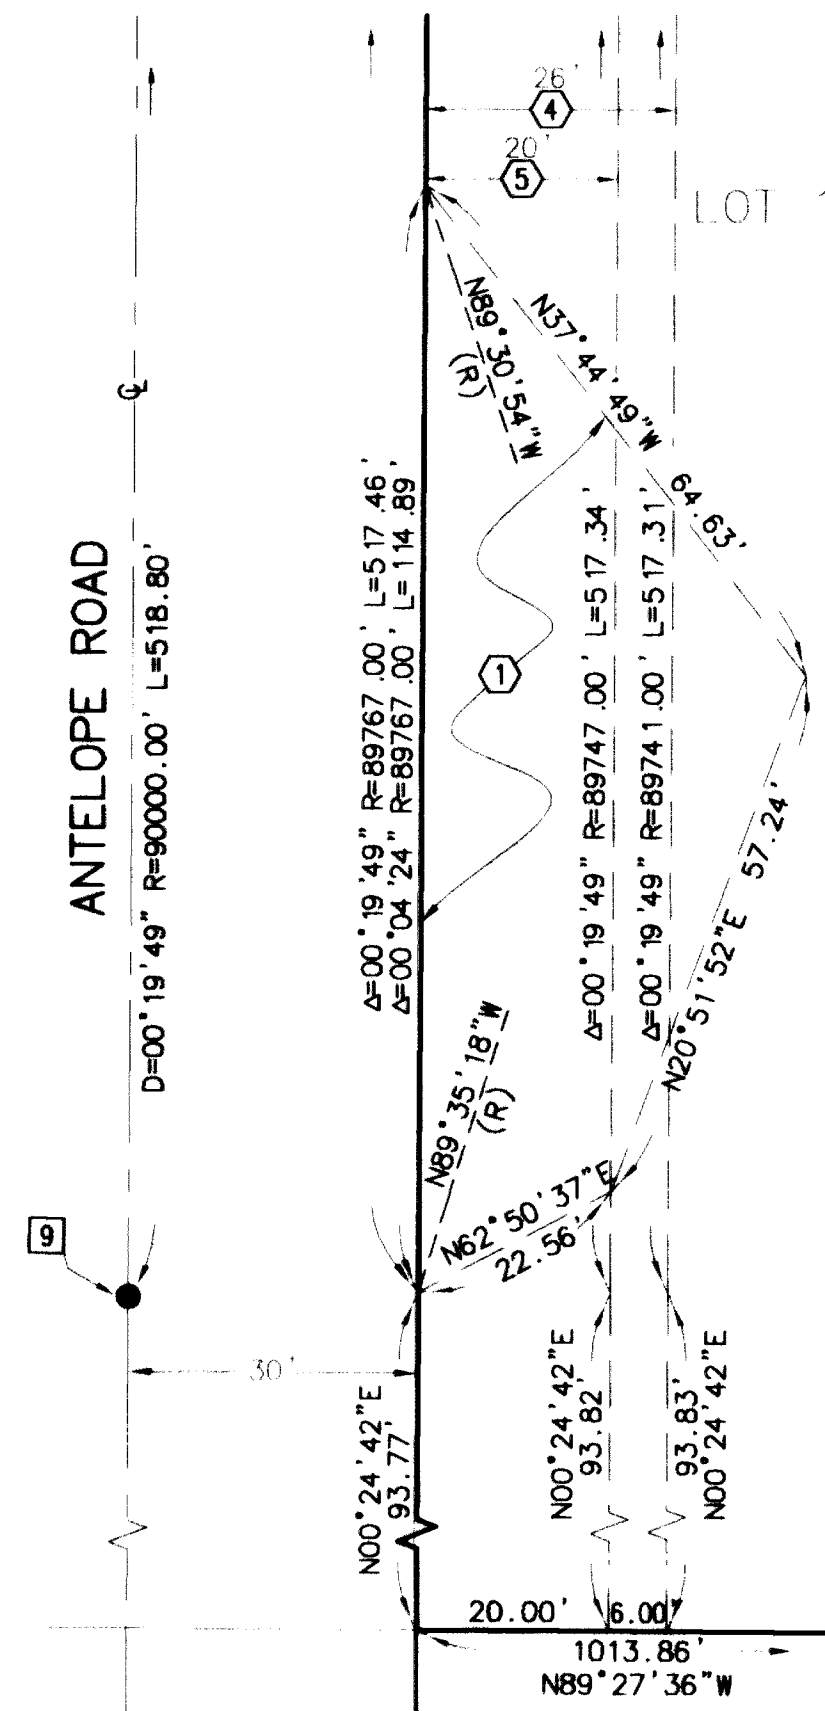 26'
4
20'
5
LOT 1
N89°30'54"W
(R)
N37°44'49"W 64.63'
℄
ANTELOPE ROAD
D=00°19'49" R=90000.00' L=518.80'
Δ=00°19'49" R=89767.00' L=517.46'
Δ=00°04'24" R=89767.00' L=114.89'
1
Δ=00°19'49" R=89747.00' L=517.34'
Δ=00°19'49" R=89741.00' L=517.31'
N20°51'52"E 57.24'
N89°35'18"W
(R)
N62°50'37"E
22.56'
9
30'
N00°24'42"E
93.77'
N00°24'42"E
93.82'
93.83'
N00°24'42"E
20.00' 6.00'
1013.86'
N89°27'36"W